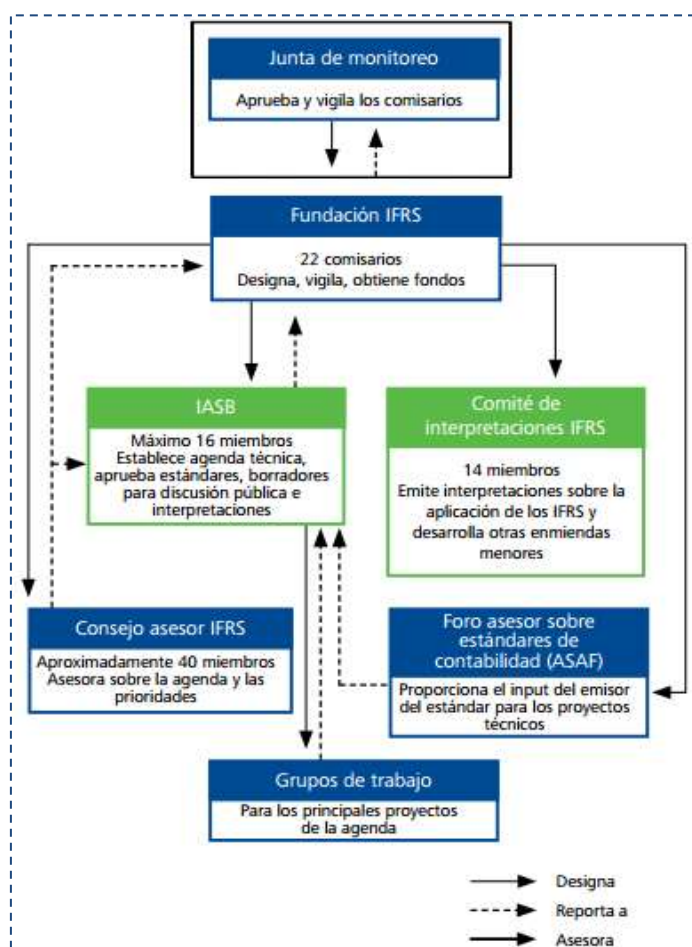 Junta de monitoreo
Aprueba y vigila los comisarios
Fundación IFRS
22 comisarios
Designa, vigila, obtiene fondos
IASB
Máximo 16 miembros
Establece agenda técnica,
aprueba estándares, borradores
para discusión pública e
interpretaciones
Comité de
interpretaciones IFRS
14 miembros
Emite interpretaciones sobre la
aplicación de los IFRS y
desarrolla otras enmiendas
menores
Consejo asesor IFRS
Aproximadamente 40 miembros
Asesora sobre la agenda y las
prioridades
Foro asesor sobre
estándares de
contabilidad (ASAF)
Proporciona el input del emisor
del estándar para los proyectos
técnicos
Grupos de trabajo
Para los principales proyectos
de la agenda
Designa
Reporta a
Asesora